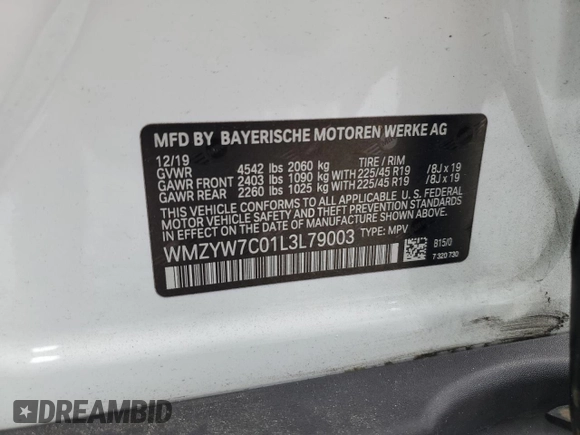 MFD BY BAYERISCHE MOTOREN WERKE AG
12/19 TIRE / RIM
GVWR 4542 lbs 2060 kg
GAWR FRONT 2403 lbs 1090 kg WITH 225/45 R19 /8J x 19
GAWR REAR 2260 lbs 1025 kg WITH 225/45 R19 /8J x 19
THIS VEHICLE CONFORMS TO ALL APPLICABLE U. S. FEDERAL
MOTOR VEHICLE SAFETY, BUMPER, AND THEFT PREVENTION
STANDARDS IN EFFECT ON THE DATE OF MANUFACTURE SHOWN ABOVE.
WMZYW7C01L3L79003 TYPE: MPV
B15/0
7 320 730
DREAMBID